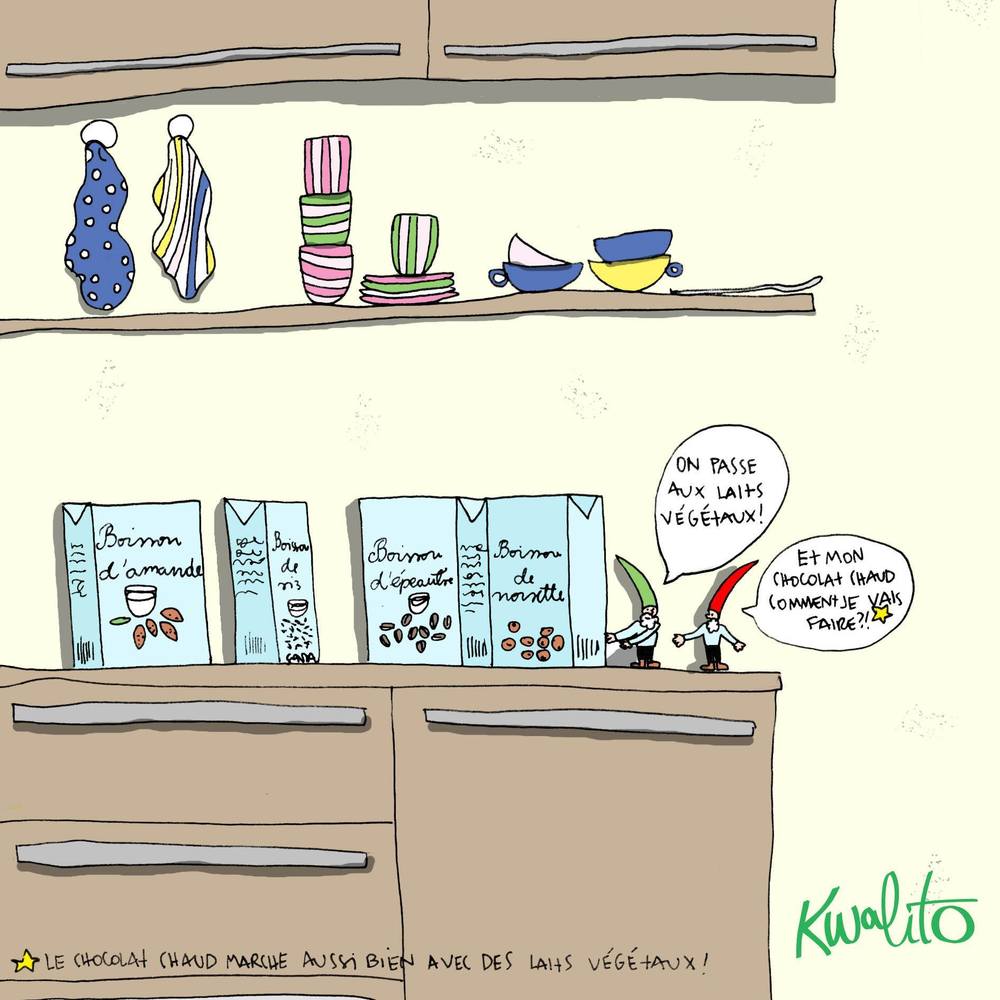 ON PASSE
AUX LAITS
VÉGÉTAUX!
ET MON
CHOCOLAT CHAUD
COMMENT JE VAIS
FAIRE?!
Boisson
d'amande
Boisson
de
riz
Boisson
d'épeautre
Boisson
de
noisette
Kwalito
LE CHOCOLAT CHAUD MARCHE AUSSI BIEN AVEC DES LAITS VÉGÉTAUX!